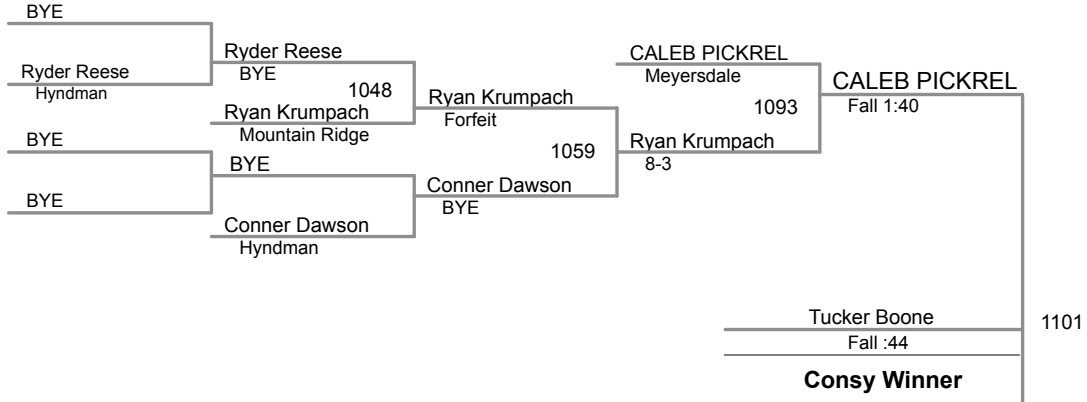 BYE
Ryder Reese
Hyndman
BYE
BYE
Ryder Reese
BYE
1048
Ryan Krumpach
Mountain Ridge
BYE
Conner Dawson
Hyndman
Ryan Krumpach
Forfeit
1059
Conner Dawson
BYE
CALEB PICKREL
Meyersdale
1093
Ryan Krumpach
8-3
CALEB PICKREL
Fall 1:40
Tucker Boone
Fall :44
Consy Winner
1101